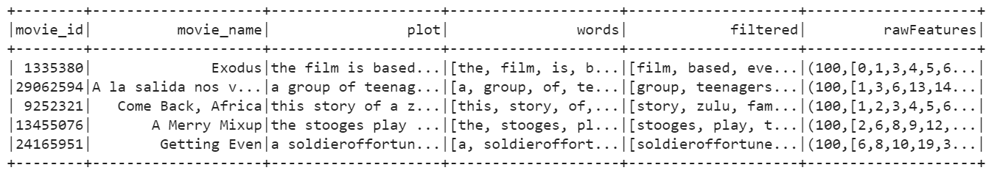 +--------+--------------------+--------------------+--------------------+--------------------+--------------------+
|movie_id|          movie_name|                plot|               words|            filtered|         rawFeatures|
+--------+--------------------+--------------------+--------------------+--------------------+--------------------+
| 1335380|              Exodus|the film is based...|[the, film, is, b...|[film, based, eve...|(100,[0,1,3,4,5,6...|
|29062594|A la salida nos v...|a group of teenag...|[a, group, of, te...|[group, teenagers...|(100,[1,3,6,13,14...|
| 9252321|   Come Back, Africa|this story of a z...|[this, story, of,...|[story, zulu, fam...|(100,[1,2,3,4,5,6...|
|13455076|       A Merry Mixup|the stooges play ...|[the, stooges, pl...|[stooges, play, t...|(100,[2,6,8,9,12,...|
|24165951|        Getting Even|a soldieroffortun...|[a, soldieroffort...|[soldieroffortune...|(100,[6,8,10,19,3...|
+--------+--------------------+--------------------+--------------------+--------------------+--------------------+